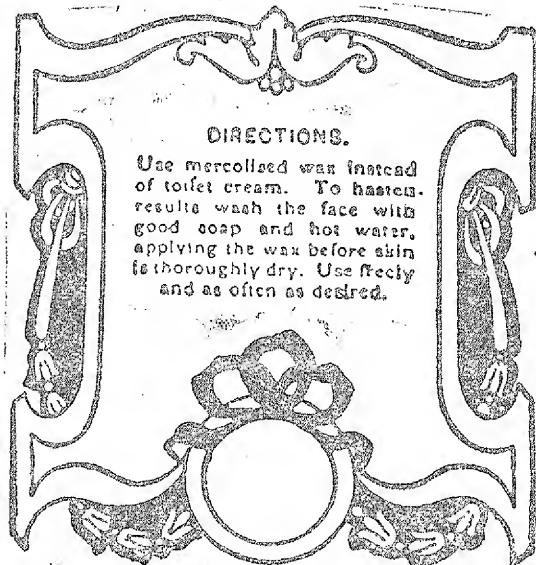 DIRECTIONS.
Use mercolised wax instead
of toilet cream. To hasten
results wash the face with
good soap and hot water,
applying the wax before skin
is thoroughly dry. Use freely
and as often as desired.